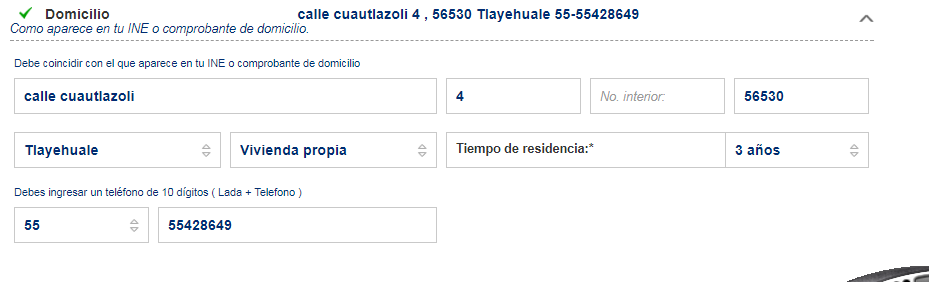 Domicilio calle cuautlazoli 4 , 56530 Tlayehuale 55-55428649
Como aparece en tu INE o comprobante de domicilio.
Debe coincidir con el que aparece en tu INE o comprobante de domicilio
calle cuautlazoli 4 No. interior: 56530
Tlayehuale Vivienda propia Tiempo de residencia:* 3 años
Debes ingresar un teléfono de 10 dígitos ( Lada + Telefono )
55 55428649